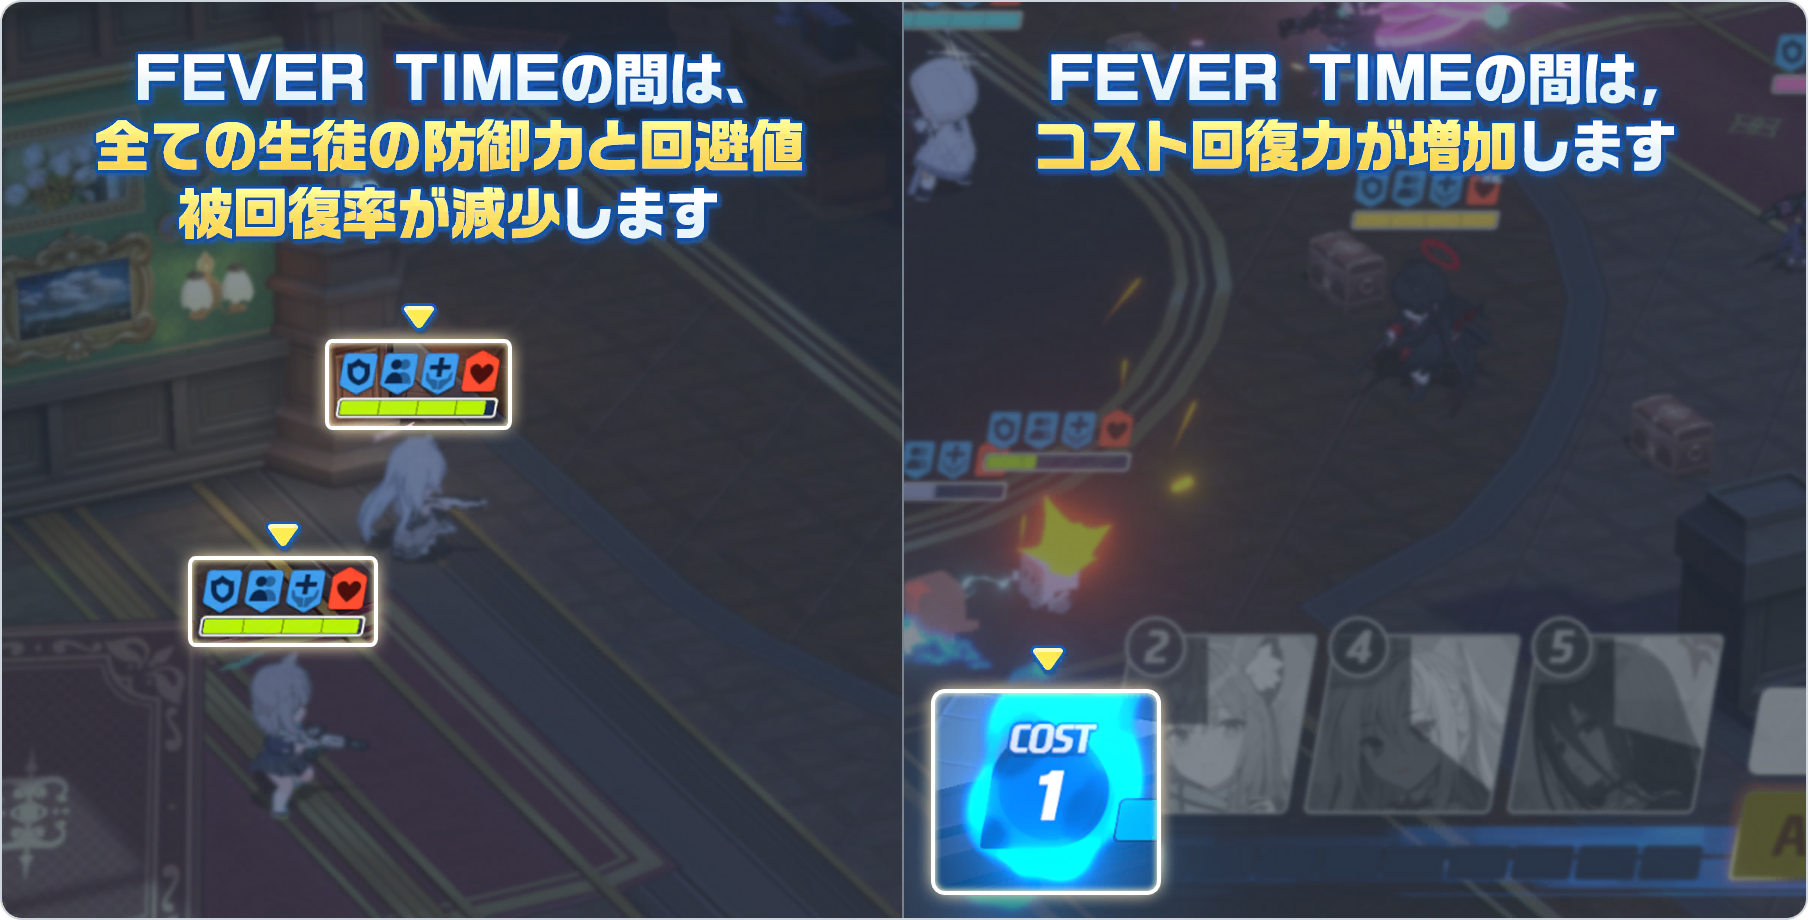 FEVER TIMEの間は、
全ての生徒の防御力と回避値
被回復率が減少します
FEVER TIMEの間は,
コスト回復力が増加します
2
4
5
COST
1
A